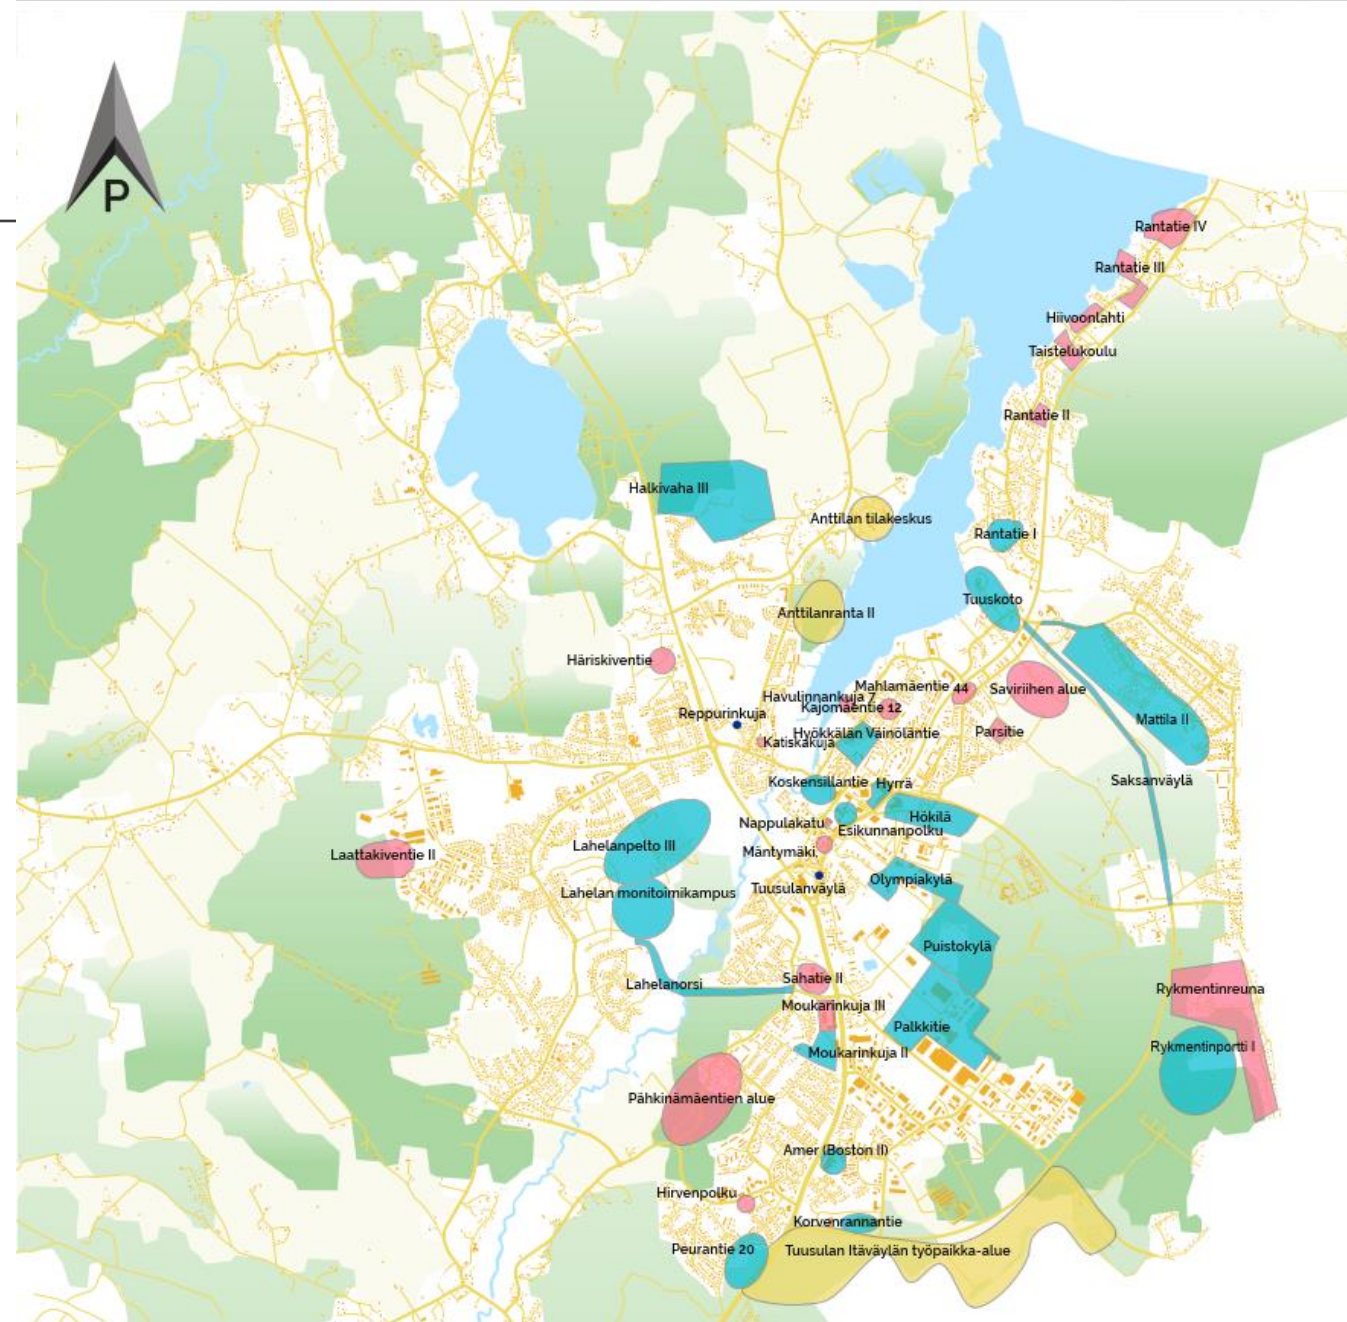 P
Rantatie IV
Rantatie III
Hiivoonlahti
Taistelukoulu
Rantatie II
Halkivaha III
Anttilan tilakeskus
Rantatie I
Tuuskoto
Anttilanranta II
Häriskiventie
Mahlamäentie 44
Saviriihen alue
Havulinnankuja 7
Kajomäentie 12
Reppurinkuja
Mattila II
Hyökkälän Väinöläntie
Parsitie
Katiskakuja
Saksanväylä
Koskensillantie
Hyrrä
Hökilä
Nappulakatu
Esikunnanpolku
Lahelanpelto III
Mäntymäki
Laattakiventie II
Olympiakylä
Tuusulanväylä
Lahelan monitoimikampus
Puistokylä
Sahatie II
Lahelanorsi
Rykmentinreuna
Moukarinkuja III
Palkkitie
Rykmentinportti I
Moukarinkuja II
Pähkinämäentien alue
Amer (Boston II)
Hirvenpolku
Korvenrannantie
Peurantie 20
Tuusulan Itäväylän työpaikka-alue